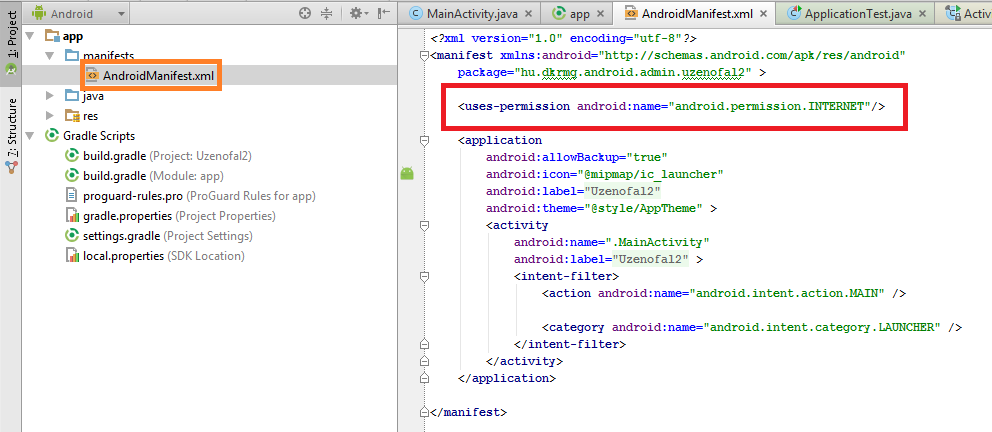 1: Project
7: Structure
Android
app
manifests
AndroidManifest.xml
java
res
Gradle Scripts
build.gradle (Project: Uzenofal2)
build.gradle (Module: app)
proguard-rules.pro (ProGuard Rules for app)
gradle.properties (Project Properties)
settings.gradle (Project Settings)
local.properties (SDK Location)
MainActivity.java
app
AndroidManifest.xml
ApplicationTest.java
Activi
<?xml version="1.0" encoding="utf-8"?>
<manifest xmlns:android="http://schemas.android.com/apk/res/android"
package="hu.dkrmg.android.admin.uzenofal2" >
<uses-permission android:name="android.permission.INTERNET"/>
<application
android:allowBackup="true"
android:icon="@mipmap/ic_launcher"
android:label="Uzenofal2"
android:theme="@style/AppTheme" >
<activity
android:name=".MainActivity"
android:label="Uzenofal2" >
<intent-filter>
<action android:name="android.intent.action.MAIN" />
<category android:name="android.intent.category.LAUNCHER" />
</intent-filter>
</activity>
</application>
</manifest>